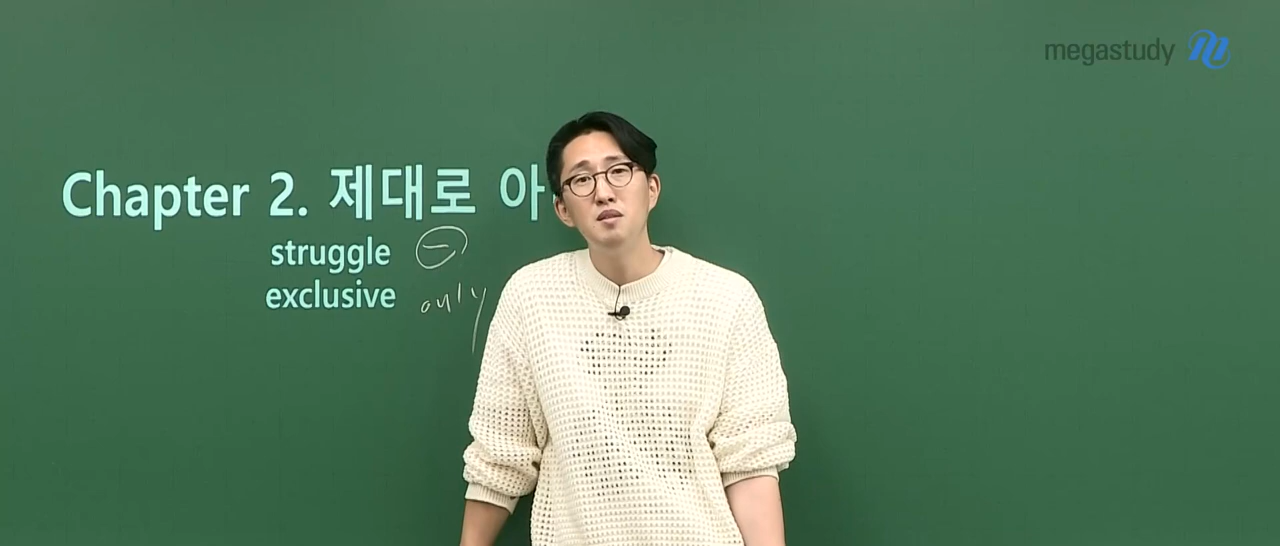 megastudy
Chapter 2. 제대로 아
struggle
exclusive only